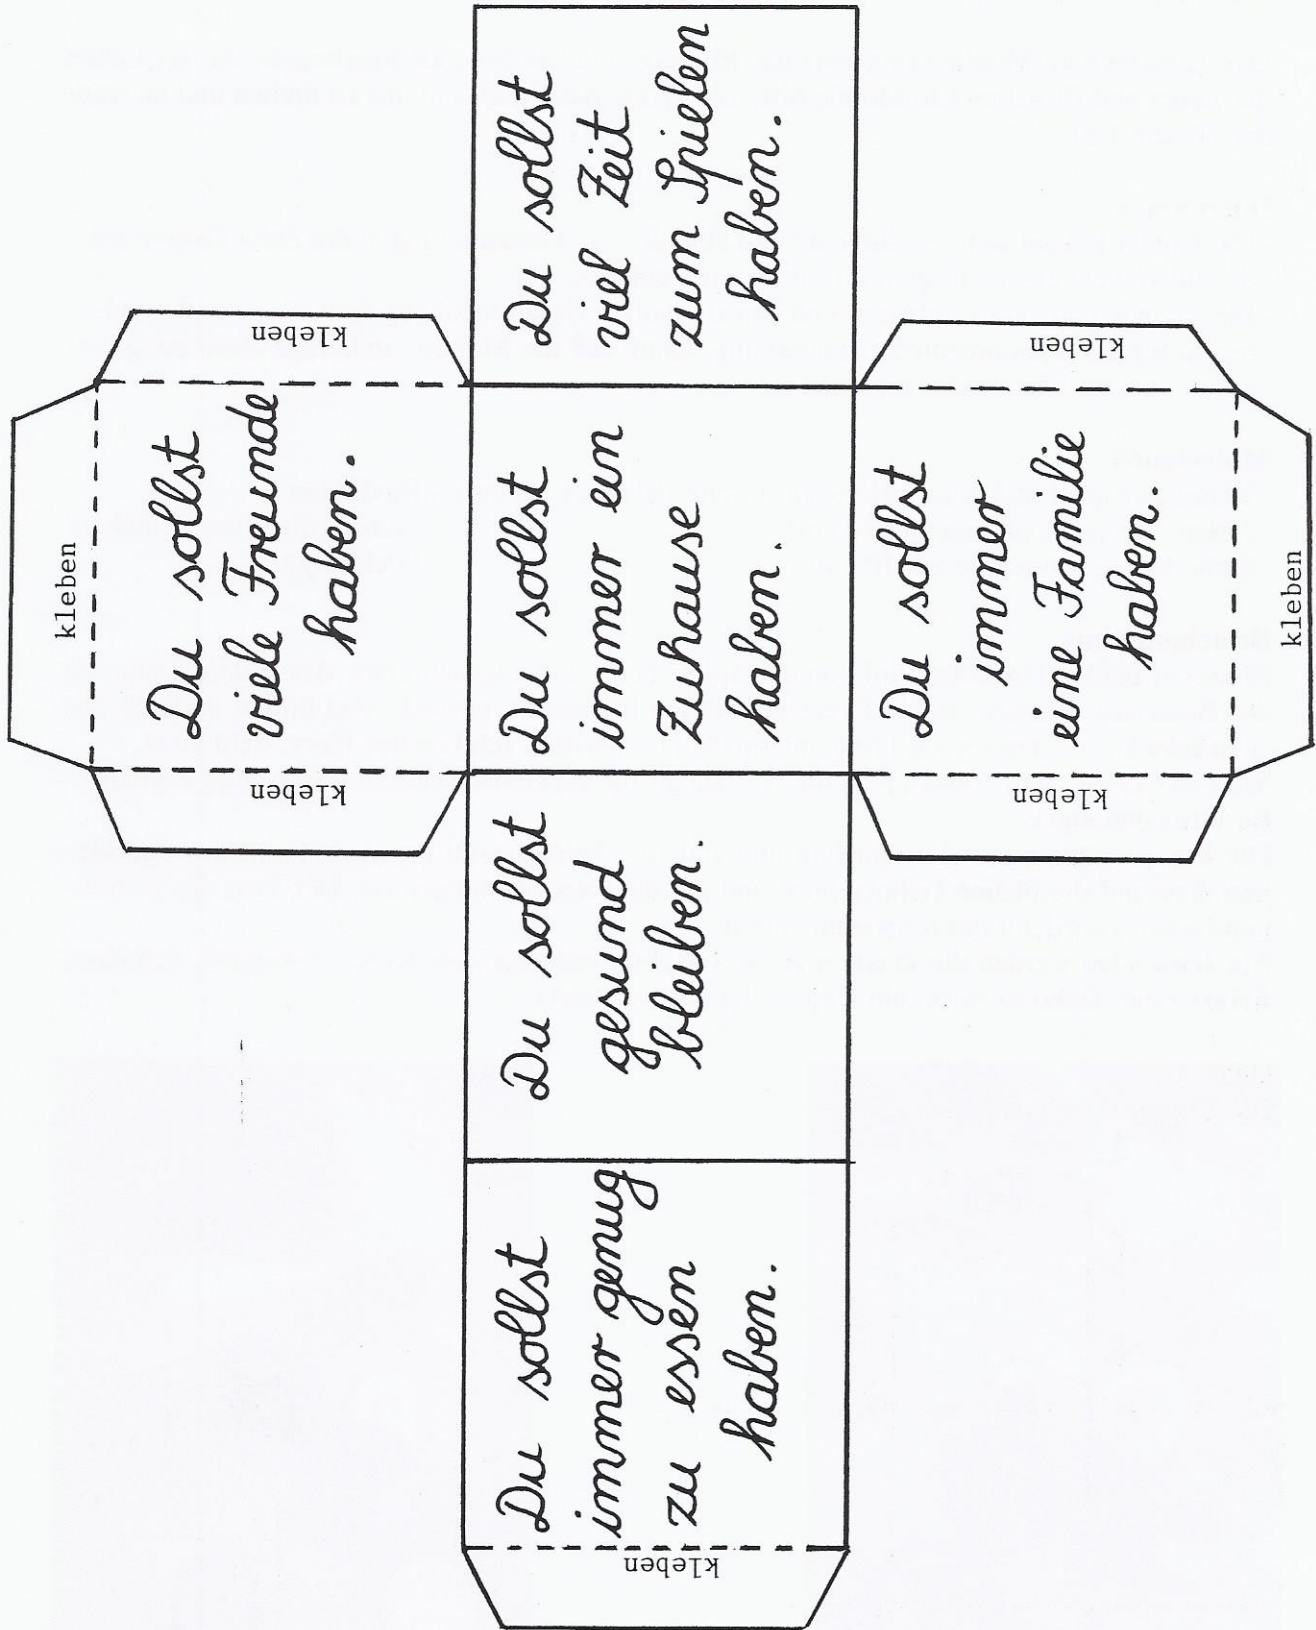 kleben
kleben
Du sollst
viele Freunde
haben.
kleben
Du sollst
immer genug
zu essen
haben.
kleben
Du sollst
gesund
bleiben.
Du sollst
immer ein
Zuhause
haben.
Du sollst
viel Zeit
zum Spielen
haben.
kleben
Du sollst
immer
eine Familie
haben.
kleben
kleben